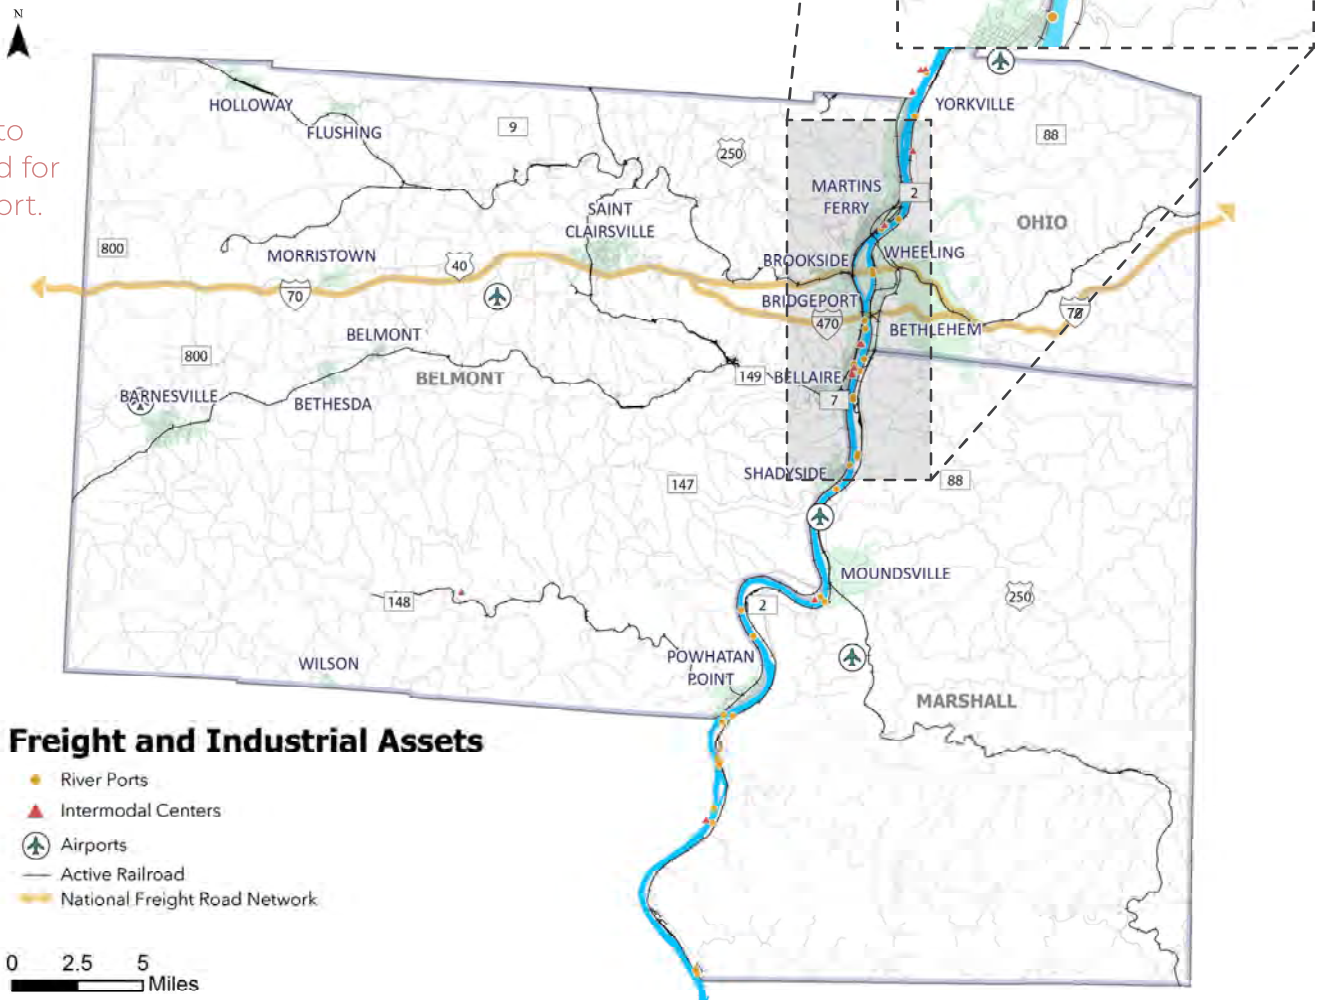 N
to
d for
ort.
HOLLOWAY
FLUSHING
9
250
YORKVILLE
88
MARTINS
FERRY
2
SAINT
CLAIRSVILLE
OHIO
800
MORRISTOWN
40
BROOKSIDE
WHEELING
70
BRIDGEPORT
470
BETHLEHEM
BELMONT
800
BELMONT
149
BELLAIRE
BARNESVILLE
BETHESDA
7
SHADYSIDE
147
88
MOUNDSVILLE
148
2
250
WILSON
POWHATAN
POINT
MARSHALL
Freight and Industrial Assets
River Ports
Intermodal Centers
Airports
Active Railroad
National Freight Road Network
0 2.5 5
Miles